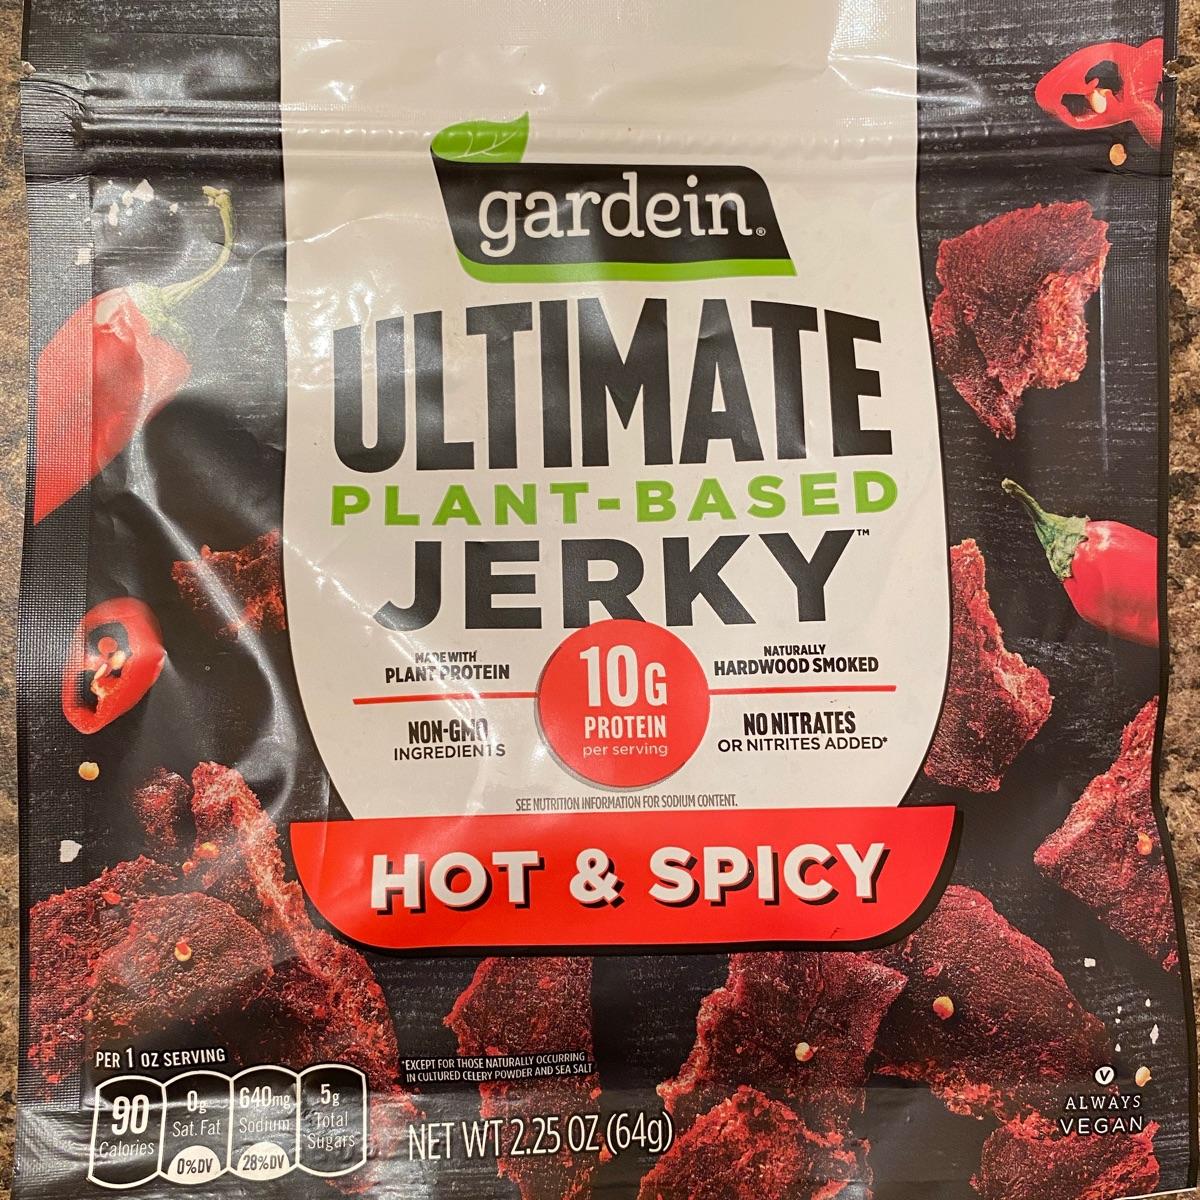 gardein®
ULTIMATE
PLANT-BASED
JERKY™
MADE WITH
PLANT PROTEIN
NON-GMO
INGREDIENTS
10G
PROTEIN
per serving
NATURALLY
HARDWOOD SMOKED
NO NITRATES
OR NITRITES ADDED*
SEE NUTRITION INFORMATION FOR SODIUM CONTENT.
HOT & SPICY
PER 1 OZ SERVING
90
Calories
0g
Sat. Fat
0%DV
640mg
Sodium
28%DV
5g
Total
Sugars
*EXCEPT FOR THOSE NATURALLY OCCURRING
IN CULTURED CELERY POWDER AND SEA SALT
NET WT 2.25 OZ (64g)
V
ALWAYS
VEGAN